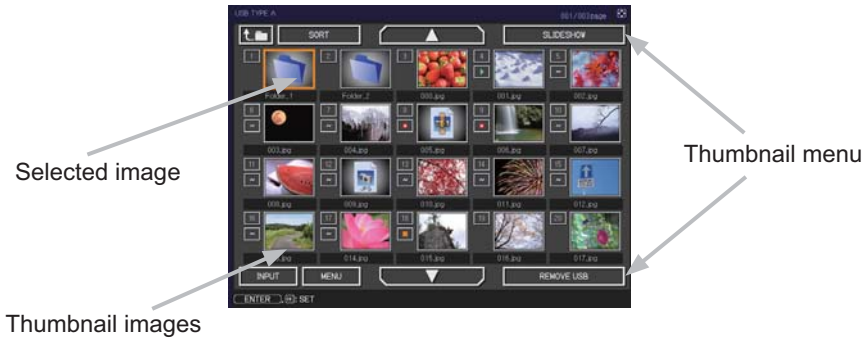 USB TYPE A 001/003page
SORT SLIDESHOW
1 2 3 4 5
Folder_1 Folder_2 000.jpg 001.jpg 002.jpg
6 7 8 9 10
003.jpg 004.jpg 005.jpg 006.jpg 007.jpg
Selected image
Thumbnail menu
11 12 13 14 15
008.jpg 009.jpg 010.jpg 011.jpg 012.jpg
16 17 18 19 20
014.jpg 015.jpg 016.jpg 017.jpg
INPUT MENU REMOVE USB
ENTER , : SET
Thumbnail images